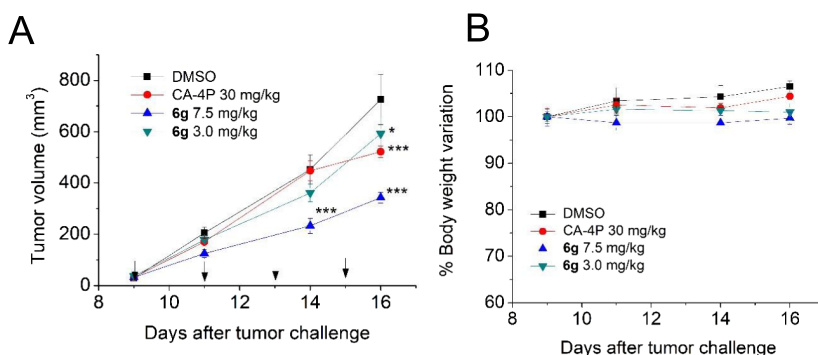 A
Tumor volume (mm³)
800
600
400
200
0
DMSO
CA-4P 30 mg/kg
6g 7.5 mg/kg
6g 3.0 mg/kg
*
***
***
***
8 10 12 14 16
Days after tumor challenge
B
% Body weight variation
110
100
90
80
70
60
DMSO
CA-4P 30 mg/kg
6g 7.5 mg/kg
6g 3.0 mg/kg
8 10 12 14 16
Days after tumor challenge